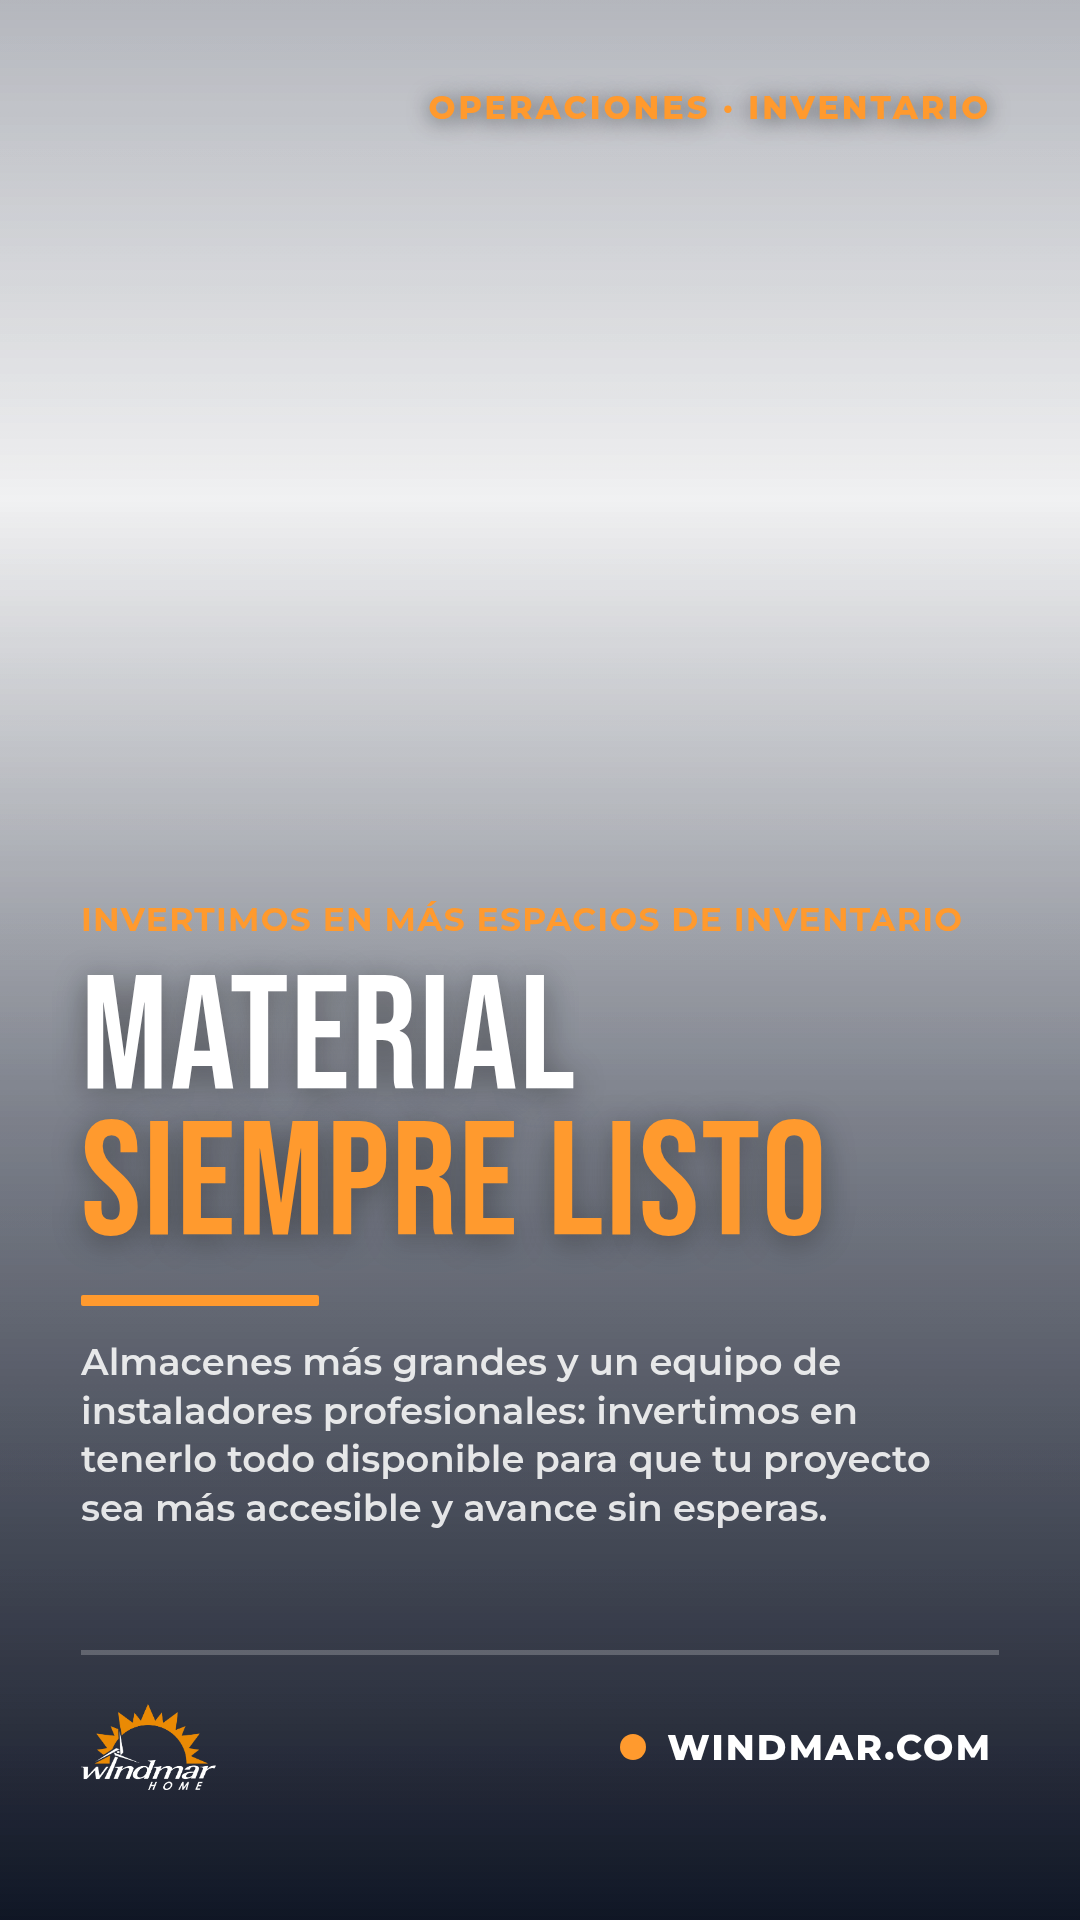 OPERACIONES · INVENTARIO
INVERTIMOS EN MÁS ESPACIOS DE INVENTARIO
MATERIAL
SIEMPRE LISTO
Almacenes más grandes y un equipo de
instaladores profesionales: invertimos en
tenerlo todo disponible para que tu proyecto
sea más accesible y avance sin esperas.
windmar
HOME
WINDMAR.COM